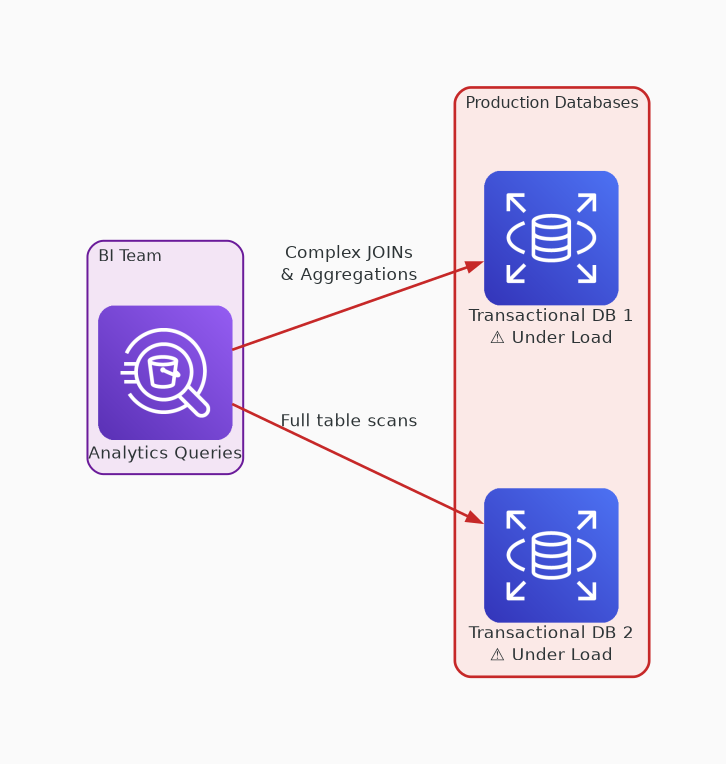 Production Databases
BI Team
Complex JOINs
& Aggregations
Transactional DB 1
⚠ Under Load
Full table scans
Analytics Queries
Transactional DB 2
⚠ Under Load